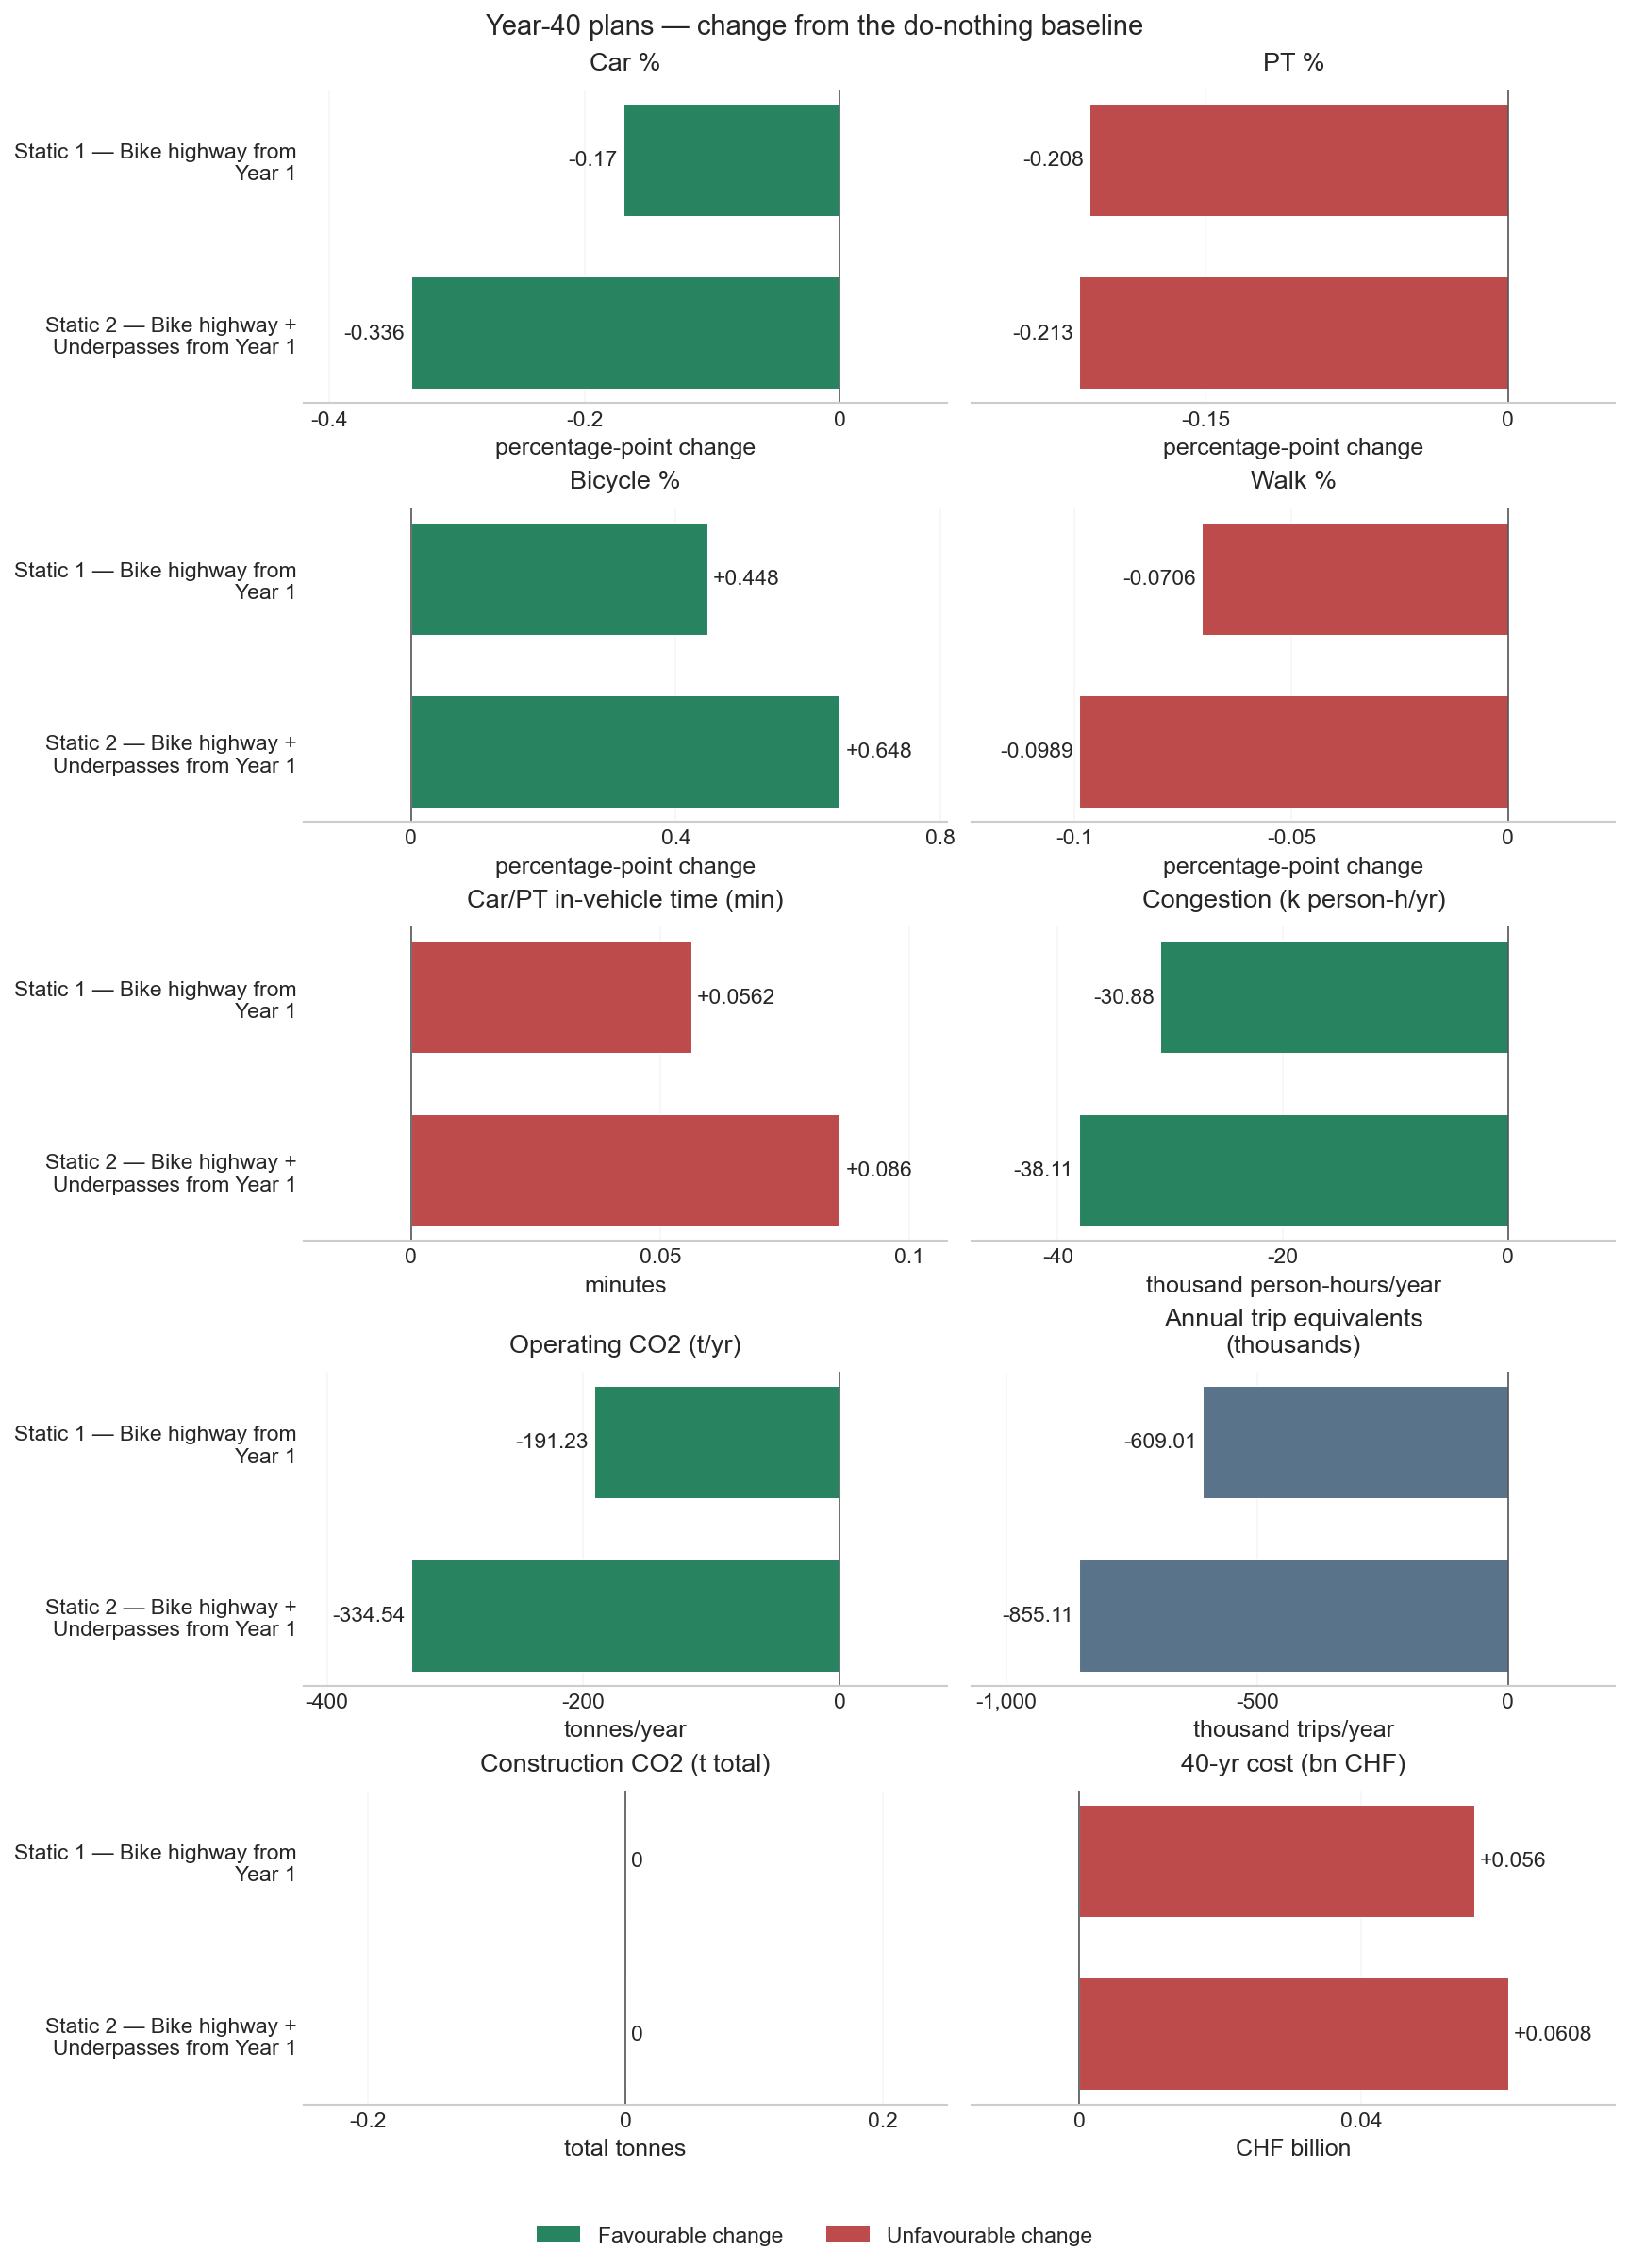 Year-40 plans — change from the do-nothing baseline
Car %
PT %
Static 1 — Bike highway from
Year 1
-0.17
-0.208
Static 2 — Bike highway +
Underpasses from Year 1
-0.336
-0.213
-0.4
-0.2
0
-0.15
0
percentage-point change
percentage-point change
Bicycle %
Walk %
Static 1 — Bike highway from
Year 1
+0.448
-0.0706
Static 2 — Bike highway +
Underpasses from Year 1
+0.648
-0.0989
0
0.4
0.8
-0.1
-0.05
0
percentage-point change
percentage-point change
Car/PT in-vehicle time (min)
Congestion (k person-h/yr)
Static 1 — Bike highway from
Year 1
+0.0562
-30.88
Static 2 — Bike highway +
Underpasses from Year 1
+0.086
-38.11
0
0.05
0.1
-40
-20
0
minutes
thousand person-hours/year
Operating CO2 (t/yr)
Annual trip equivalents
(thousands)
Static 1 — Bike highway from
Year 1
-191.23
-609.01
Static 2 — Bike highway +
Underpasses from Year 1
-334.54
-855.11
-400
-200
0
-1,000
-500
0
tonnes/year
thousand trips/year
Construction CO2 (t total)
40-yr cost (bn CHF)
Static 1 — Bike highway from
Year 1
0
+0.056
Static 2 — Bike highway +
Underpasses from Year 1
0
+0.0608
-0.2
0
0.2
0
0.04
total tonnes
CHF billion
Favourable change
Unfavourable change